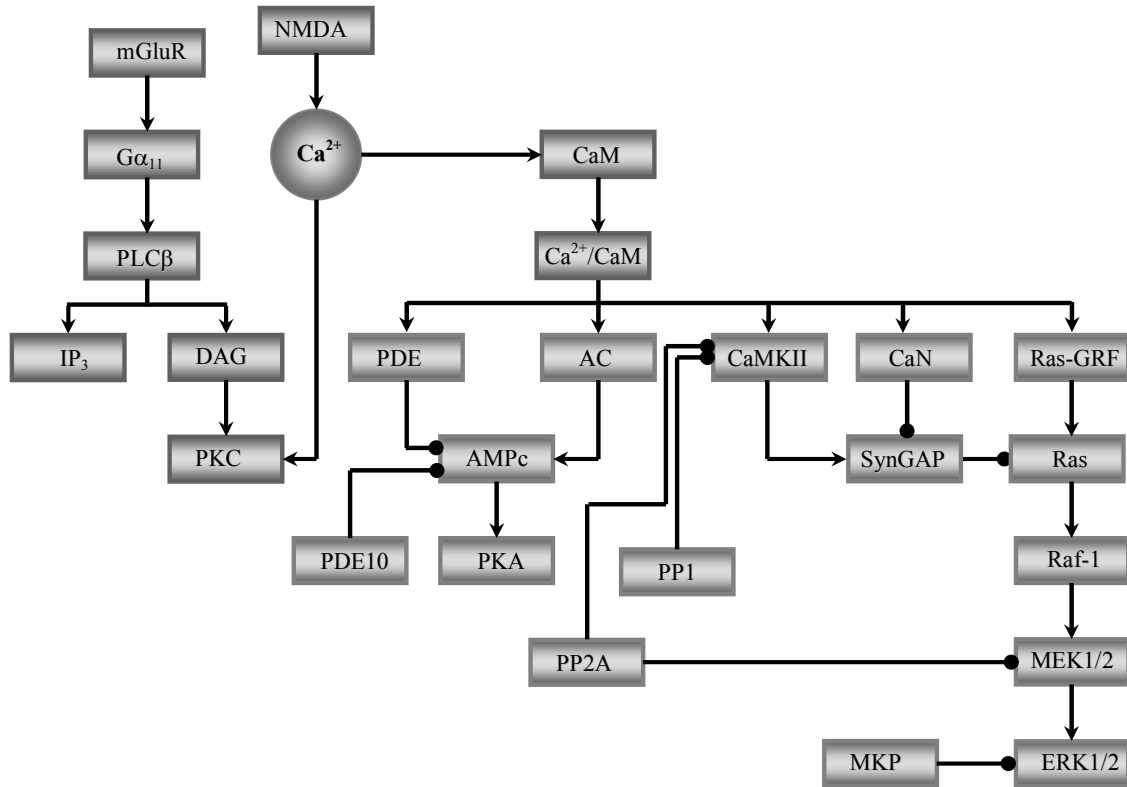 NMDA
mGluR
Gα₁₁
Ca²⁺
CaM
PLCβ
Ca²⁺/CaM
IP₃
DAG
PDE
AC
CaMKII
CaN
Ras-GRF
PKC
AMPc
SynGAP
Ras
PDE10
PKA
PP1
Raf-1
PP2A
MEK1/2
MKP
ERK1/2